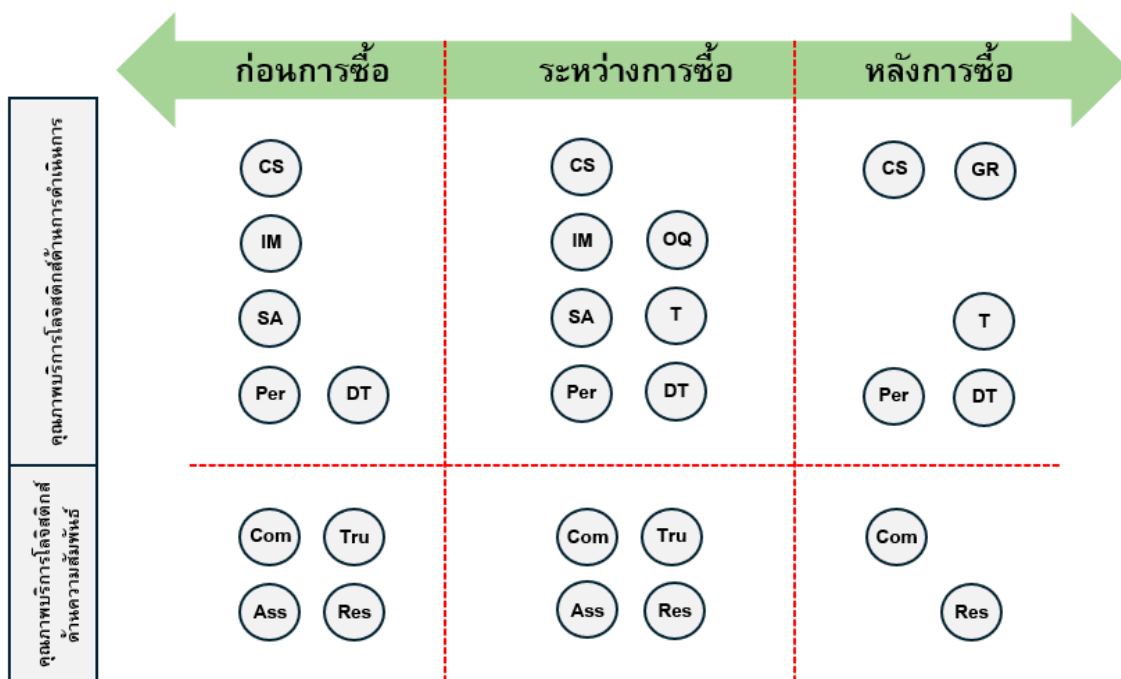 ก่อนการซื้อ ระหว่างการซื้อ หลังการซื้อ
คุณภาพบริการโลจิสติกส์ด้านการดำเนินการ
CS CS CS GR
IM IM OQ
SA SA T T
Per DT Per DT Per DT
คุณภาพบริการโลจิสติกส์
ด้านความสัมพันธ์
Com Tru Com Tru Com
Ass Res Ass Res Res